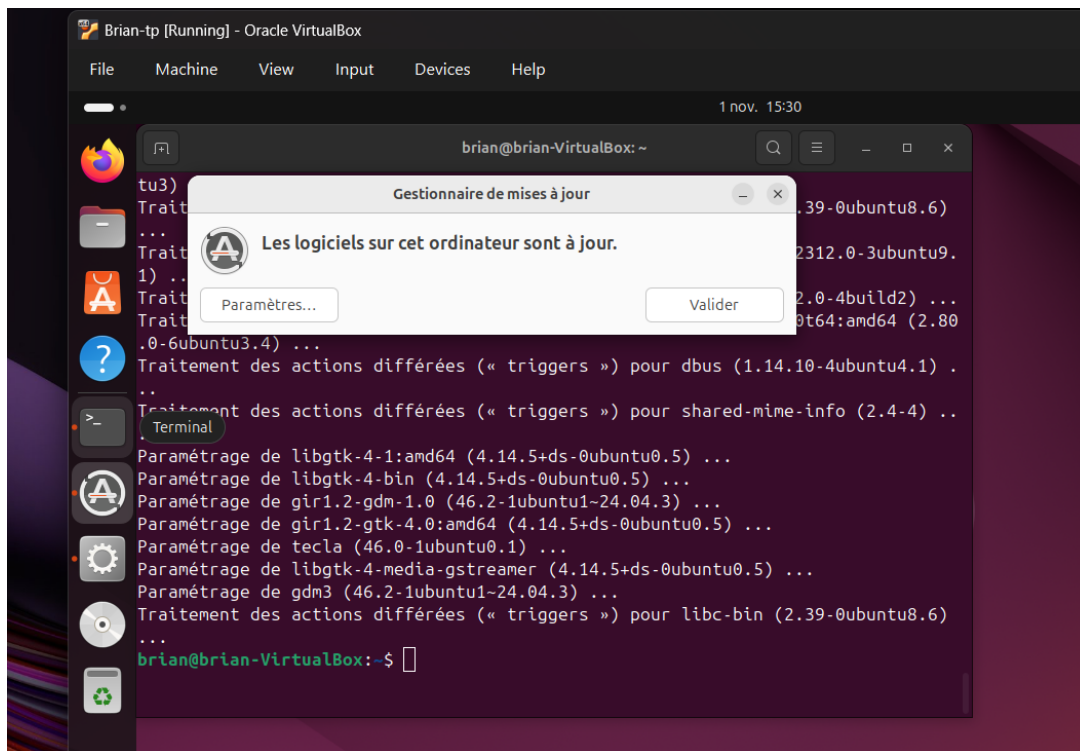 Brian-tp [Running] - Oracle VirtualBox
File Machine View Input Devices Help
1 nov. 15:30
brian@brian-VirtualBox: ~
tu3)
Gestionnaire de mises à jour
Trait .39-0ubuntu8.6)
...
Les logiciels sur cet ordinateur sont à jour.
Trait 2312.0-3ubuntu9.
1) ..
Paramètres... Valider
Trait 2.0-4build2) ...
Trait 0t64:amd64 (2.80
.0-6ubuntu3.4) ...
Traitement des actions différées (« triggers ») pour dbus (1.14.10-4ubuntu4.1) .
..
Traitement des actions différées (« triggers ») pour shared-mime-info (2.4-4) ..
Terminal
Paramétrage de libgtk-4-1:amd64 (4.14.5+ds-0ubuntu0.5) ...
Paramétrage de libgtk-4-bin (4.14.5+ds-0ubuntu0.5) ...
Paramétrage de gir1.2-gdm-1.0 (46.2-1ubuntu1~24.04.3) ...
Paramétrage de gir1.2-gtk-4.0:amd64 (4.14.5+ds-0ubuntu0.5) ...
Paramétrage de tecla (46.0-1ubuntu0.1) ...
Paramétrage de libgtk-4-media-gstreamer (4.14.5+ds-0ubuntu0.5) ...
Paramétrage de gdm3 (46.2-1ubuntu1~24.04.3) ...
Traitement des actions différées (« triggers ») pour libc-bin (2.39-0ubuntu8.6)
...
brian@brian-VirtualBox:~$